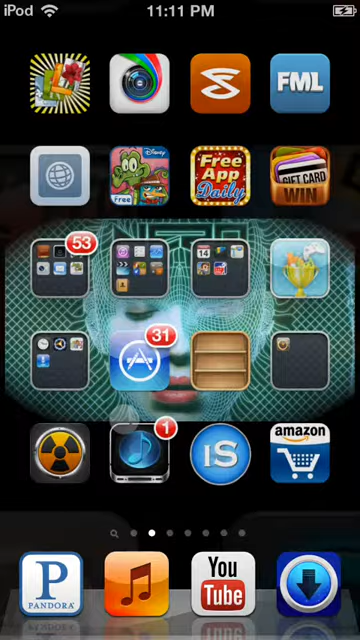 iPod 11:11 PM
FML
Disney
Free
Free
App
Daily
GIFT CARD
WIN
53
14
31
1
iS
amazon
P
PANDORA
You
Tube